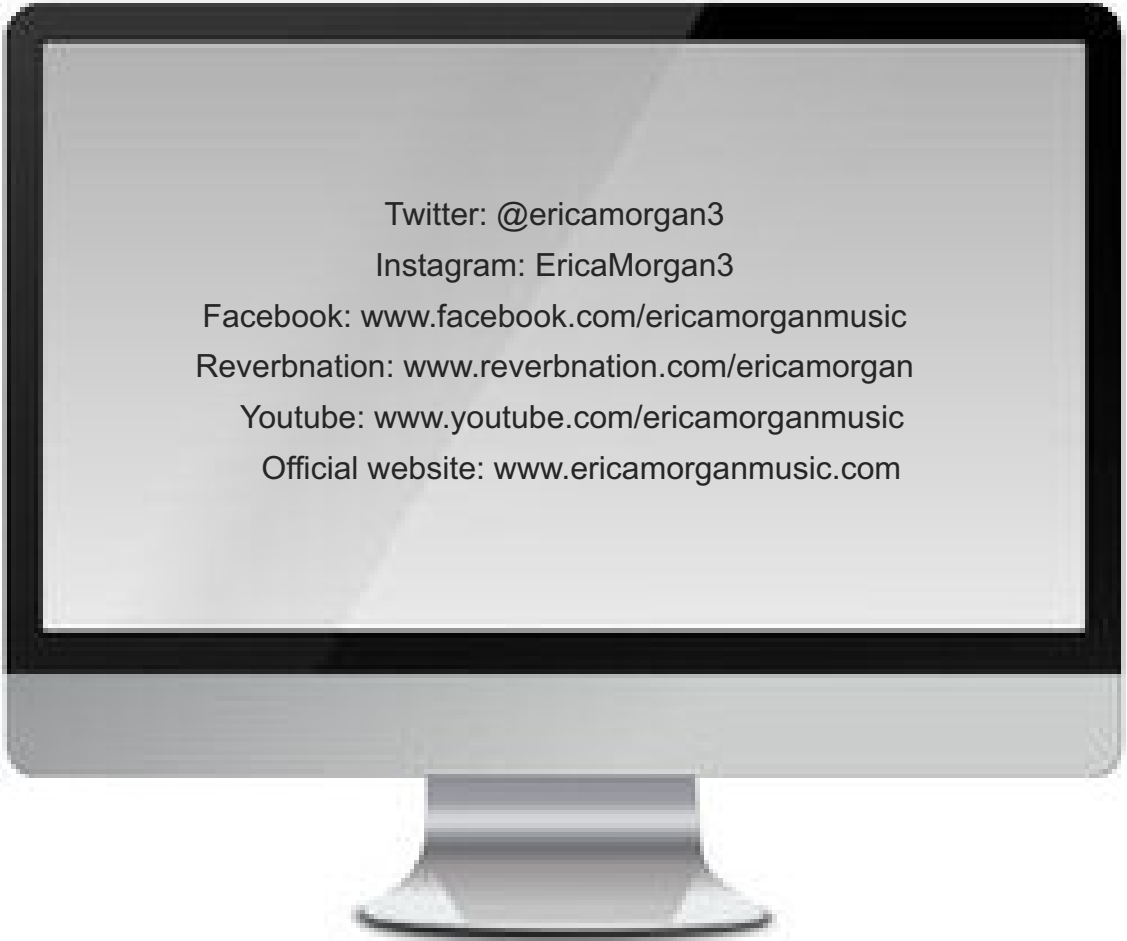 Twitter: @ericamorgan3
Instagram: EricaMorgan3
Facebook: www.facebook.com/ericamorganmusic
Reverbnation: www.reverbnation.com/ericamorgan
Youtube: www.youtube.com/ericamorganmusic
Official website: www.ericamorganmusic.com